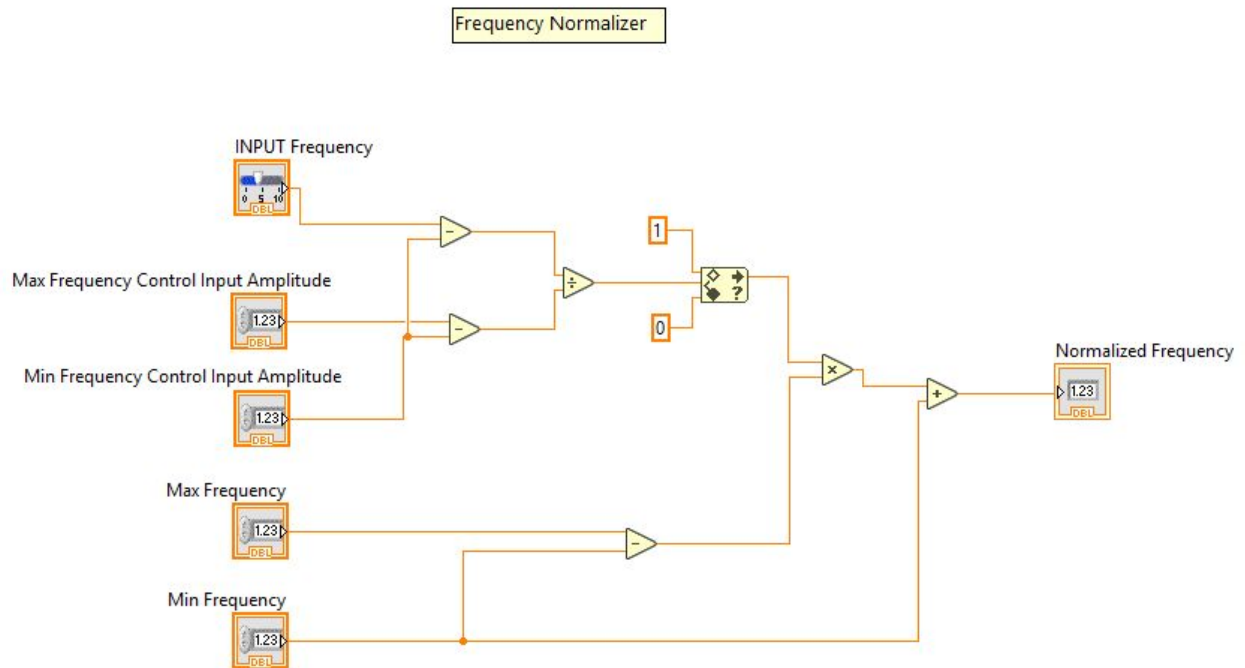 Frequency Normalizer
INPUT Frequency
0 5 10
DBL
1
Max Frequency Control Input Amplitude
1.23
DBL
÷
?
0
Min Frequency Control Input Amplitude
1.23
DBL
×
+
Normalized Frequency
1.23
DBL
Max Frequency
1.23
DBL
Min Frequency
1.23
DBL